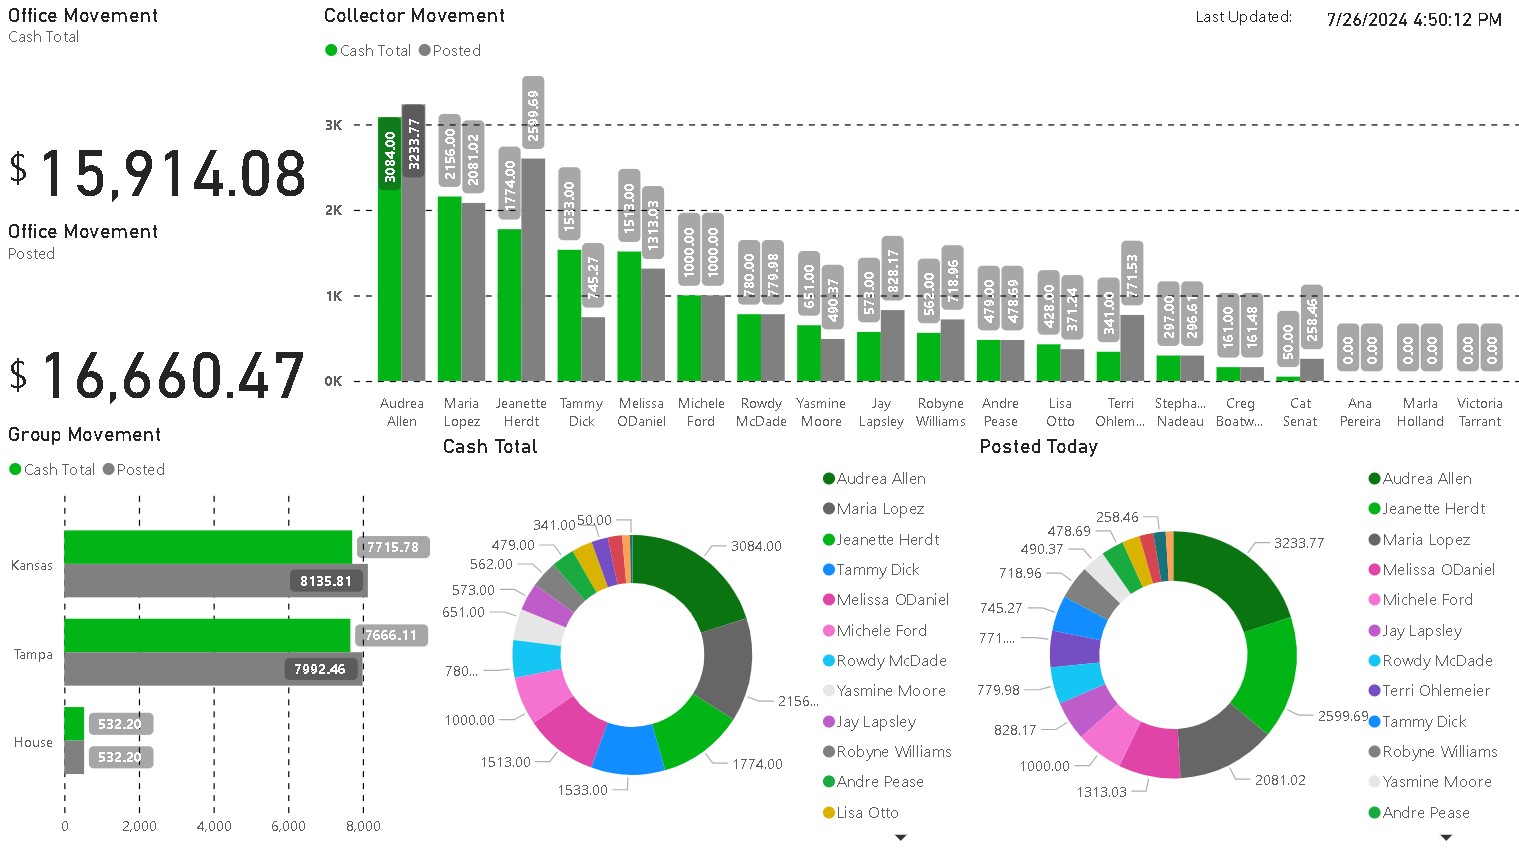 Office Movement
Cash Total
$ 15,914.08
Office Movement
Posted
$ 16,660.47
Collector Movement
Cash Total Posted
Last Updated: 7/26/2024 4:50:12 PM
3K
2K
1K
0K
3084.00 3233.77
2156.00 2081.02
1774.00 2599.69
1533.00 745.27
1513.00 1313.03
1000.00 1000.00
780.00 779.98
651.00 490.37
573.00 828.17
562.00 718.96
479.00 478.69
428.00 371.24
341.00 771.53
297.00 296.61
161.00 161.48
50.00 258.46
0.00 0.00
0.00 0.00
0.00 0.00
Audrea Allen
Maria Lopez
Jeanette Herdt
Tammy Dick
Melissa ODaniel
Michele Ford
Rowdy McDade
Yasmine Moore
Jay Lapsley
Robyne Williams
Andre Pease
Lisa Otto
Terri Ohlem...
Stepha... Nadeau
Creg Boatw...
Cat Senat
Ana Pereira
Marla Holland
Victoria Tarrant
Group Movement
Cash Total Posted
Kansas
7715.78
8135.81
Tampa
7666.11
7992.46
House
532.20
532.20
0 2,000 4,000 6,000 8,000
Cash Total
3084.00
2156...
1774.00
1533.00
1513.00
1000.00
780...
651.00
573.00
562.00
479.00
341.00
50.00
Audrea Allen
Maria Lopez
Jeanette Herdt
Tammy Dick
Melissa ODaniel
Michele Ford
Rowdy McDade
Yasmine Moore
Jay Lapsley
Robyne Williams
Andre Pease
Lisa Otto
Posted Today
3233.77
2599.69
2081.02
1313.03
1000.00
828.17
779.98
771....
745.27
718.96
490.37
478.69
258.46
Audrea Allen
Jeanette Herdt
Maria Lopez
Melissa ODaniel
Michele Ford
Jay Lapsley
Rowdy McDade
Terri Ohlemeier
Tammy Dick
Robyne Williams
Yasmine Moore
Andre Pease